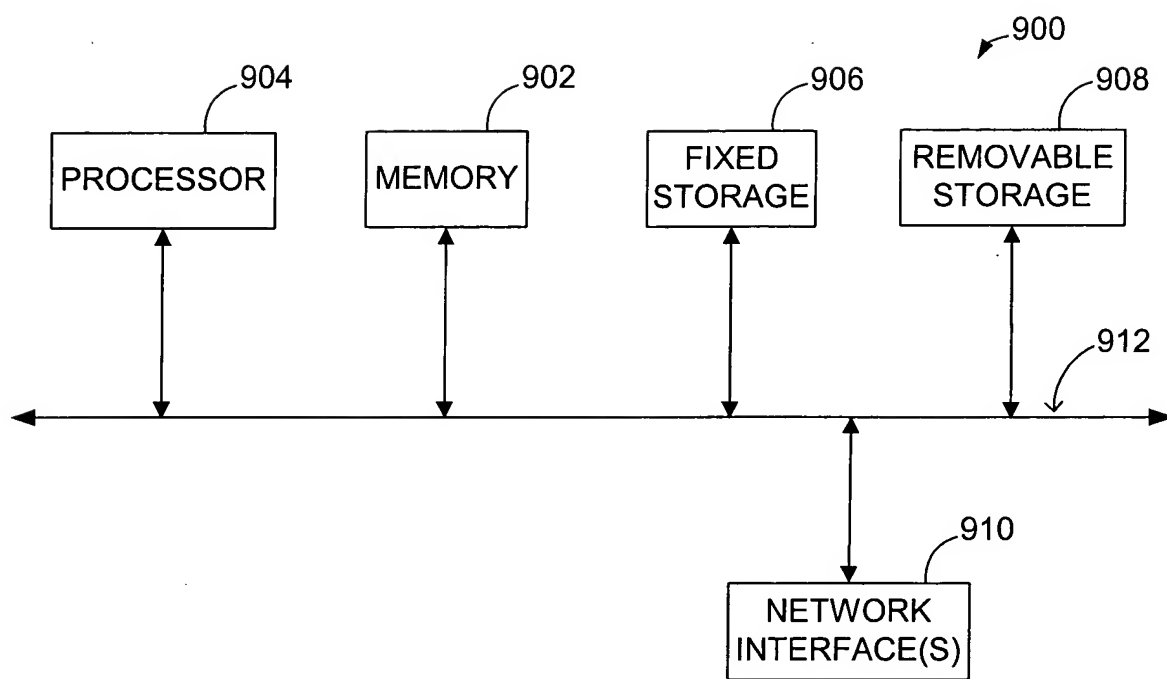 900
904
902
906
908
PROCESSOR
MEMORY
FIXED
STORAGE
REMOVABLE
STORAGE
912
910
NETWORK
INTERFACE(S)